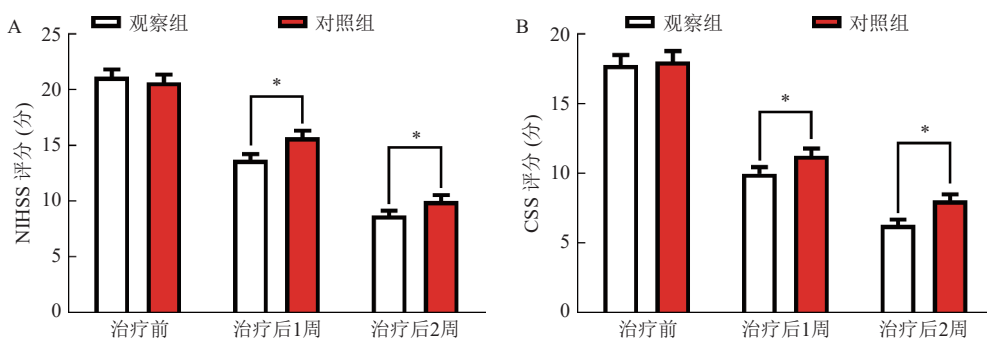 A
观察组
对照组
NIHSS 评分 (分)
25
20
15
10
5
0
*
*
治疗前
治疗后1周
治疗后2周
B
观察组
对照组
CSS 评分 (分)
20
15
10
5
0
*
*
治疗前
治疗后1周
治疗后2周